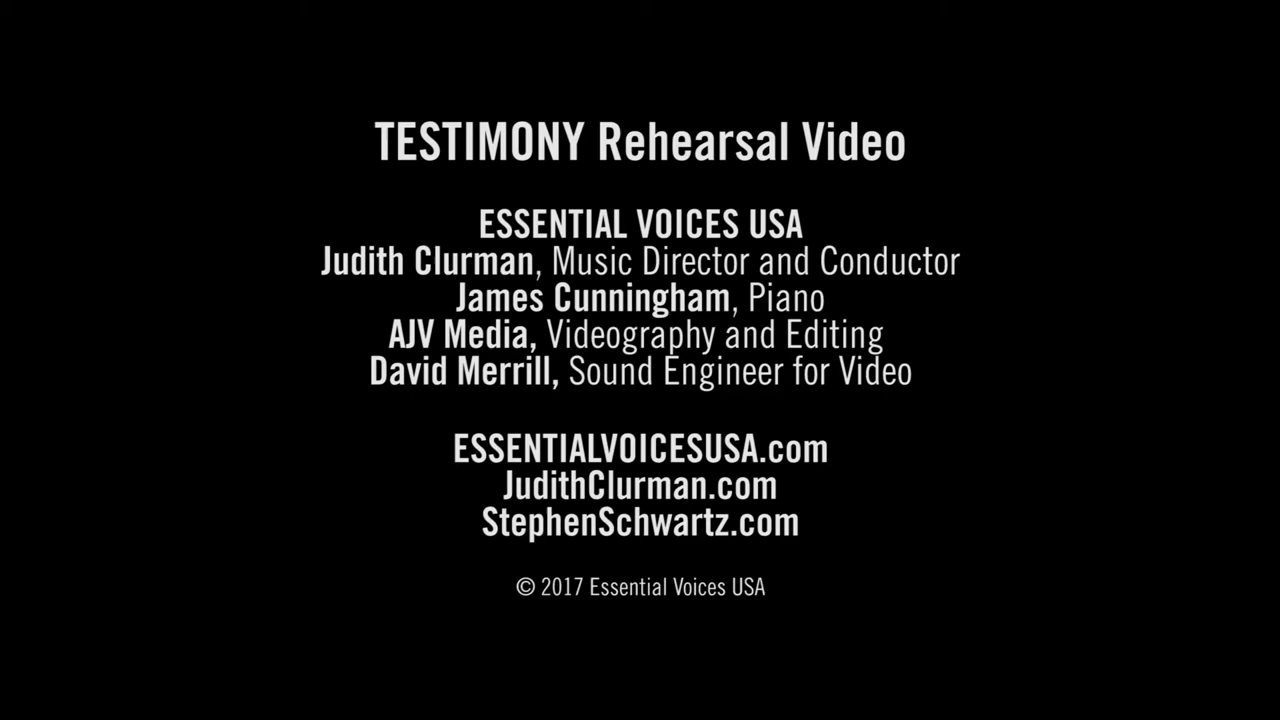 TESTIMONY Rehearsal Video
ESSENTIAL VOICES USA
Judith Clurman, Music Director and Conductor
James Cunningham, Piano
AJV Media, Videography and Editing
David Merrill, Sound Engineer for Video
ESSENTIALVOICESUSA.com
JudithClurman.com
StephenSchwartz.com
© 2017 Essential Voices USA